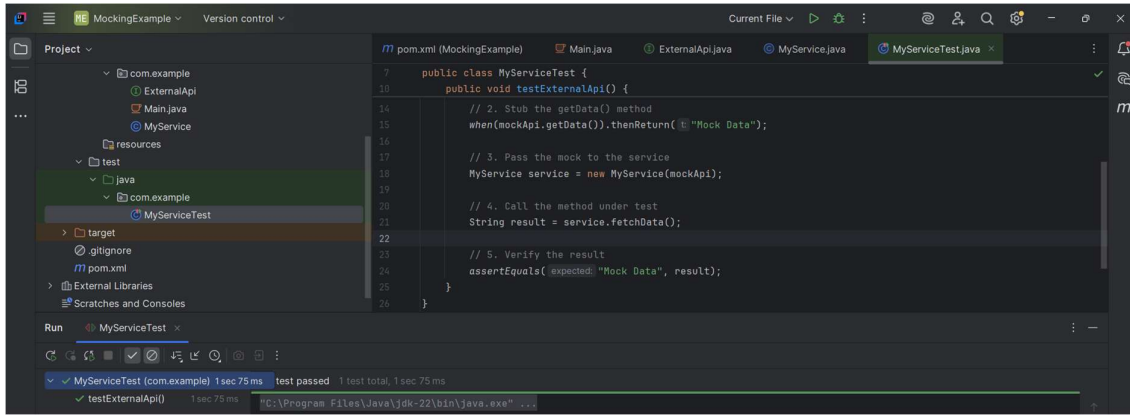 ME MockingExample Version control Current File
Project
pom.xml (MockingExample) Main.java ExternalApi.java MyService.java MyServiceTest.java
com.example
ExternalApi
Main.java
MyService
resources
test
java
com.example
MyServiceTest
target
.gitignore
pom.xml
External Libraries
Scratches and Consoles
7 public class MyServiceTest {
10 public void testExternalApi() {
14 // 2. Stub the getData() method
15 when(mockApi.getData()).thenReturn( t: "Mock Data");
16
17 // 3. Pass the mock to the service
18 MyService service = new MyService(mockApi);
19
20 // 4. Call the method under test
21 String result = service.fetchData();
22
23 // 5. Verify the result
24 assertEquals( expected: "Mock Data", result);
25 }
26 }
Run MyServiceTest
MyServiceTest (com.example) 1 sec 75 ms test passed 1 test total, 1 sec 75 ms
testExternalApi() 1 sec 75 ms "C:\Program Files\Java\jdk-22\bin\java.exe" ...